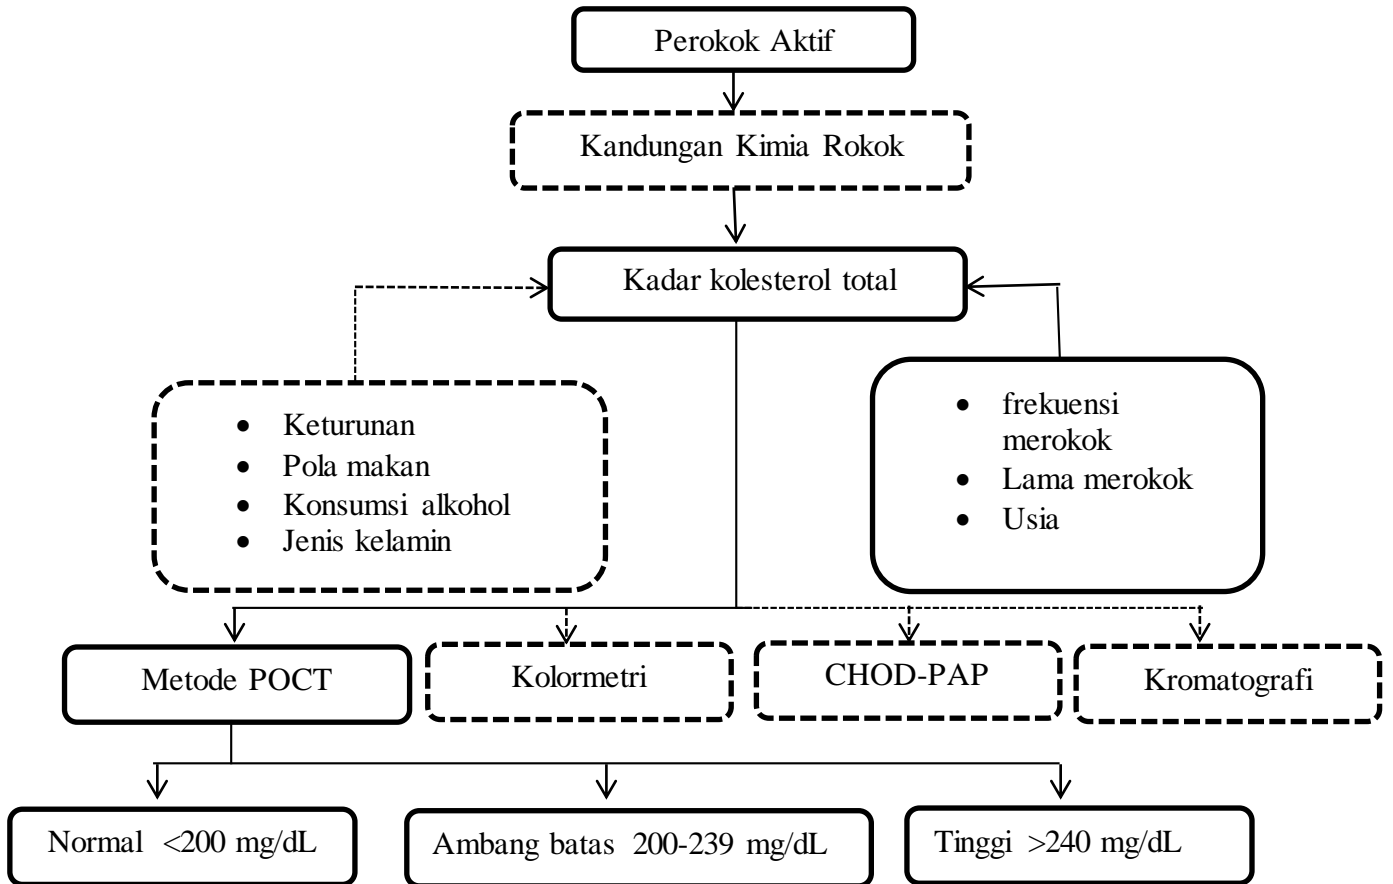 Perokok Aktif
Kandungan Kimia Rokok
Kadar kolesterol total
• Keturunan
• Pola makan
• Konsumsi alkohol
• Jenis kelamin
• frekuensi
merokok
• Lama merokok
• Usia
Metode POCT
Kolormetri
CHOD-PAP
Kromatografi
Normal <200 mg/dL
Ambang batas 200-239 mg/dL
Tinggi >240 mg/dL